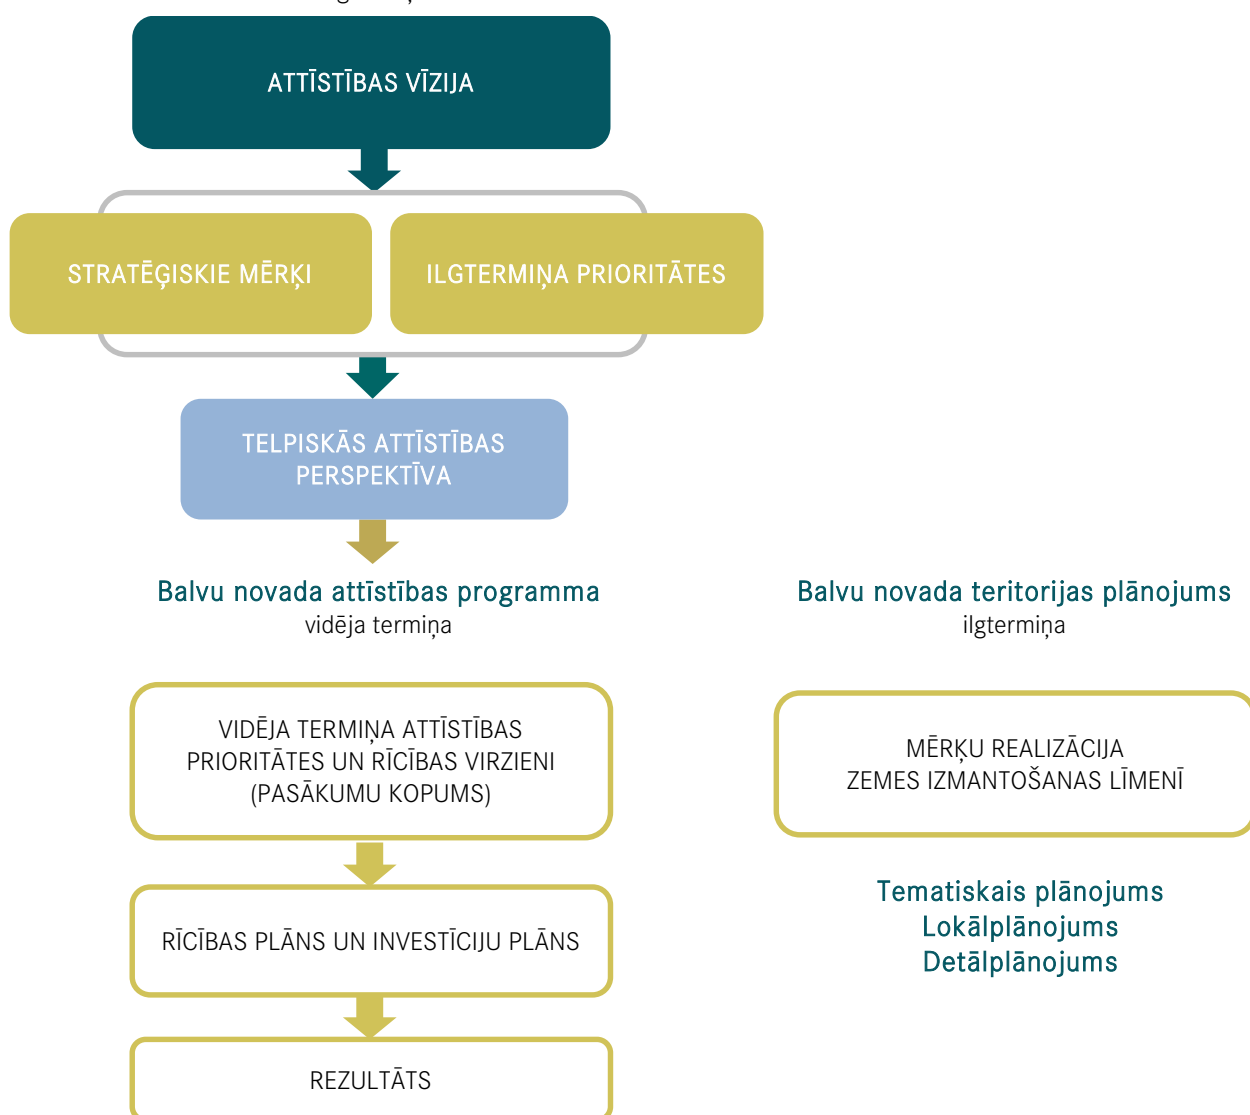 ATTĪSTĪBAS VĪZIJA
STRATĒĢISKIE MĒRĶI
ILGTERMIŅA PRIORITĀTES
TELPISKĀS ATTĪSTĪBAS
PERSPEKTĪVA
Balvu novada attīstības programma
vidēja termiņa
VIDĒJA TERMIŅA ATTĪSTĪBAS
PRIORITĀTES UN RĪCĪBAS VIRZIENI
(PASĀKUMU KOPUMS)
RĪCĪBAS PLĀNS UN INVESTĪCIJU PLĀNS
REZULTĀTS
Balvu novada teritorijas plānojums
ilgtermiņa
MĒRĶU REALIZĀCIJA
ZEMES IZMANTOŠANAS LĪMENĪ
Tematiskais plānojums
Lokālplānojums
Detālplānojums